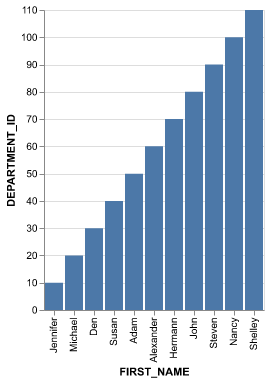 DEPARTMENT_ID
110
100
90
80
70
60
50
40
30
20
10
0
Jennifer
Michael
Den
Susan
Adam
Alexander
Hermann
John
Steven
Nancy
Shelley
FIRST_NAME